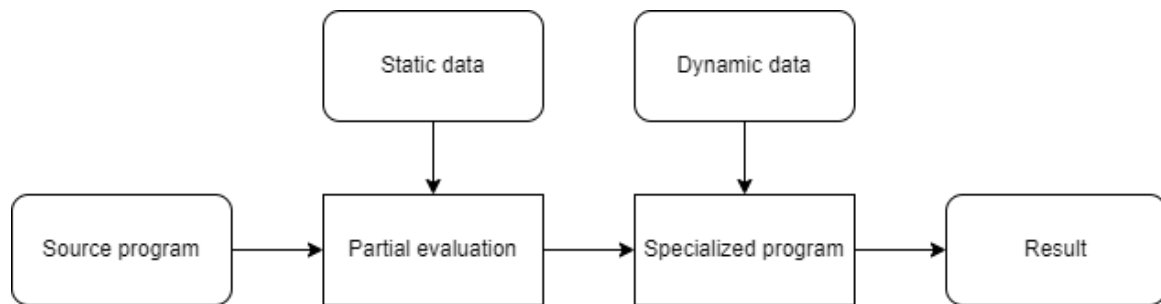 Static data
Dynamic data
Source program
Partial evaluation
Specialized program
Result